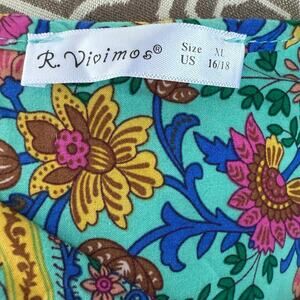 R. Vivimos®
Size XL
US 16/18